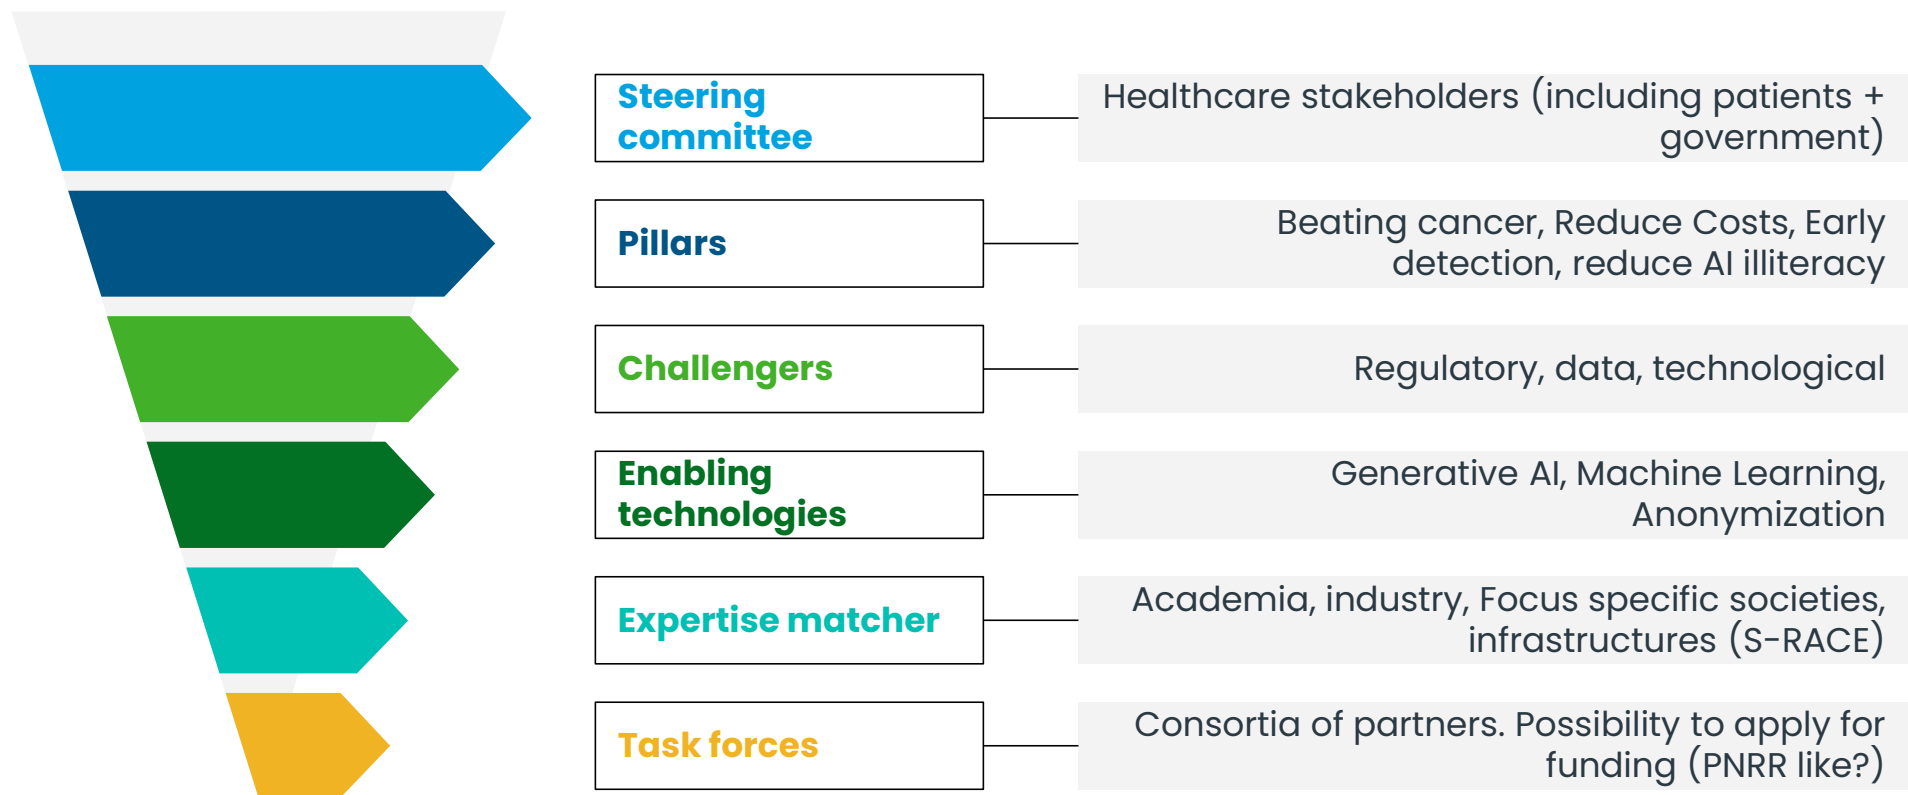 Steering
committee
Healthcare stakeholders (including patients +
government)
Pillars
Beating cancer, Reduce Costs, Early
detection, reduce AI illiteracy
Challengers
Regulatory, data, technological
Enabling
technologies
Generative AI, Machine Learning,
Anonymization
Expertise matcher
Academia, industry, Focus specific societies,
infrastructures (S-RACE)
Task forces
Consortia of partners. Possibility to apply for
funding (PNRR like?)